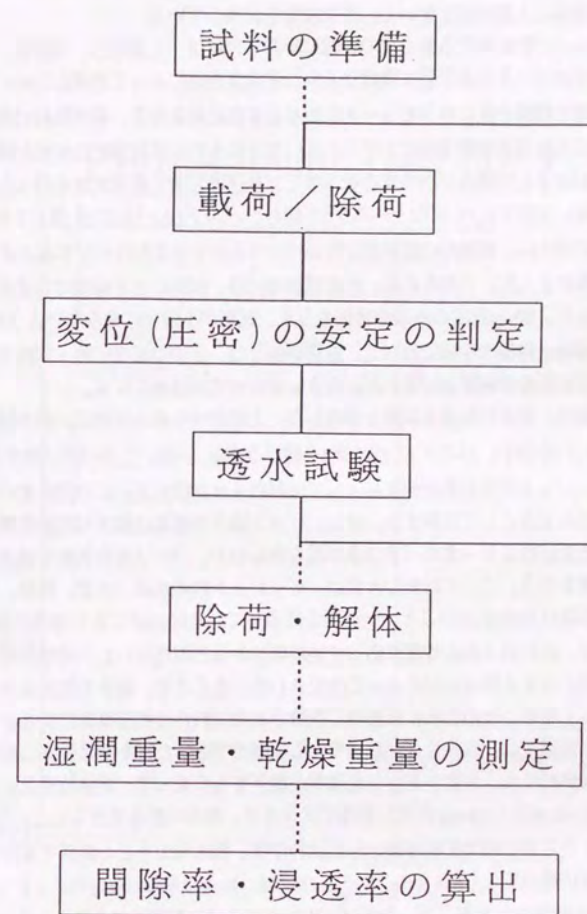 試料の準備
載荷／除荷
変位(圧密)の安定の判定
透水試験
除荷・解体
湿潤重量・乾燥重量の測定
間隙率・浸透率の算出